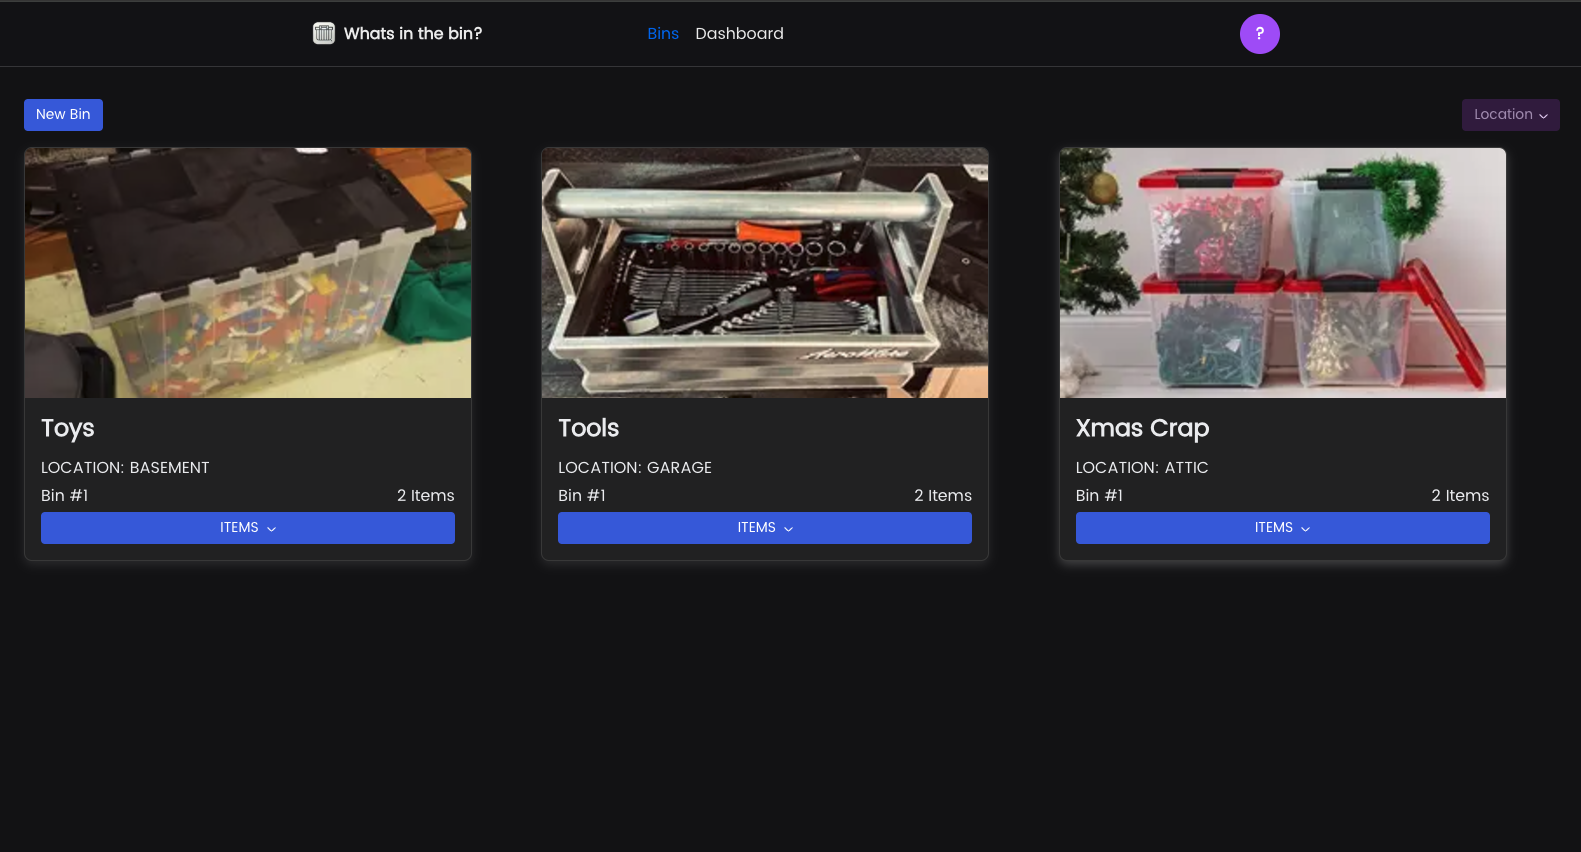 Whats in the bin?
Bins Dashboard
?
New Bin
Location
Toys
LOCATION: BASEMENT
Bin #1 2 Items
ITEMS
Tools
LOCATION: GARAGE
Bin #1 2 Items
ITEMS
Xmas Crap
LOCATION: ATTIC
Bin #1 2 Items
ITEMS